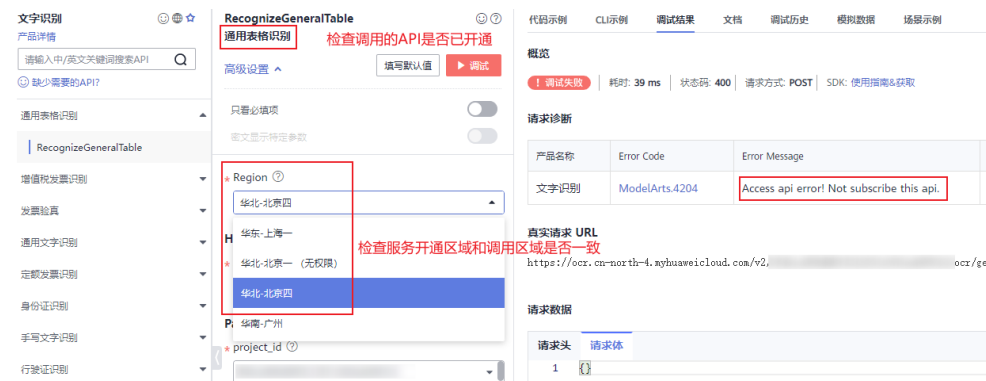 文字识别
产品详情
请输入中/英文关键词搜索API
缺少需要的API?
通用表格识别
RecognizeGeneralTable
增值税发票识别
发票验真
通用文字识别
定额发票识别
身份证识别
手写文字识别
行驶证识别
RecognizeGeneralTable
通用表格识别
检查调用的API是否已开通
高级设置
填写默认值
调试
只看必填项
密文显示特定参数
* Region
华北-北京四
华东-上海一
华北-北京一 （无权限）
华北-北京四
华南-广州
检查服务开通区域和调用区域是否一致
* project_id
代码示例 CLI示例 调试结果 文档 调试历史 模拟数据 场景示例
概览
! 调试失败 耗时: 39 ms 状态码: 400 请求方式: POST SDK: 使用指南&获取
请求诊断
产品名称 Error Code Error Message
文字识别 ModelArts.4204 Access api error! Not subscribe this api.
真实请求 URL
https://ocr.cn-north-4.myhuaweicloud.com/v2 ocr/ge
请求数据
请求头 请求体
1 {}